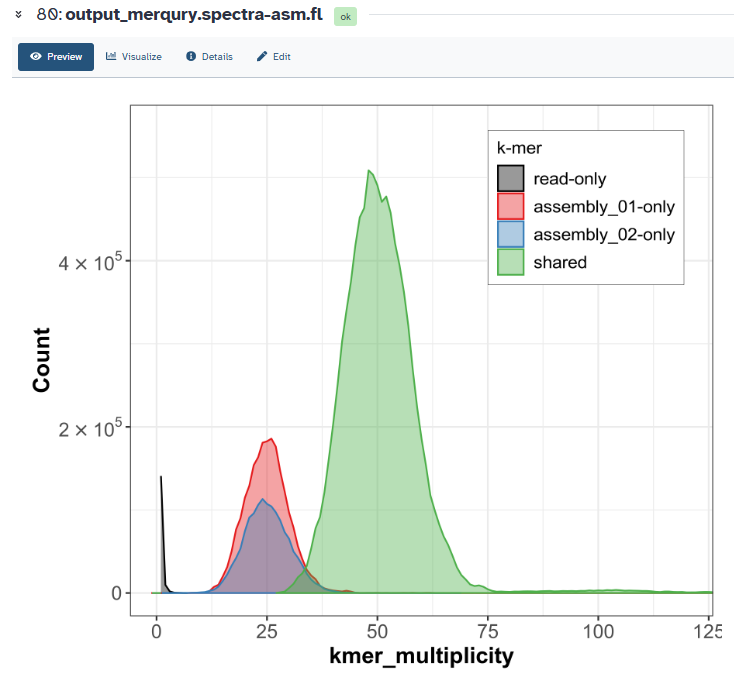 80: output_merqury.spectra-asm.fl ok
Preview Visualize Details Edit
k-mer
read-only
assembly_01-only
assembly_02-only
shared
4 × 10⁵
2 × 10⁵
0
Count
0 25 50 75 100 125
kmer_multiplicity